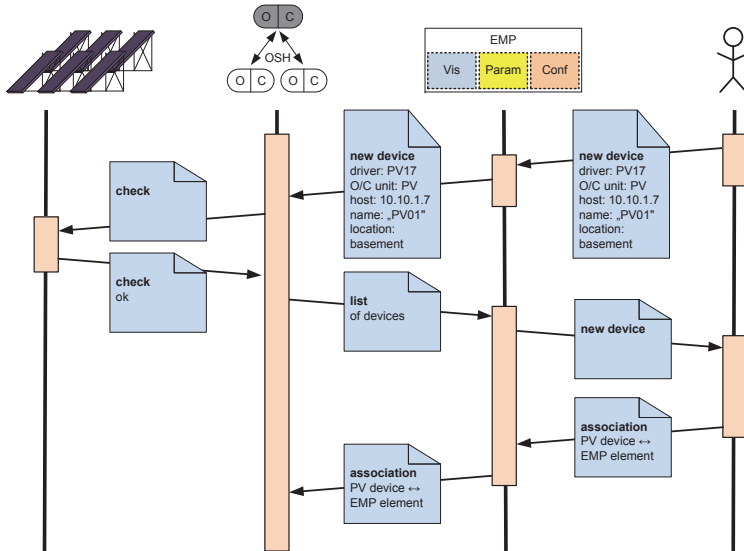 O C
OSH
O C
O C
EMP
Vis
Param
Conf
new device
driver: PV17
O/C unit: PV
host: 10.10.1.7
name: „PV01"
location:
basement
new device
driver: PV17
O/C unit: PV
host: 10.10.1.7
name: „PV01"
location:
basement
check
check
ok
list
of devices
new device
association
PV device ↔
EMP element
association
PV device ↔
EMP element